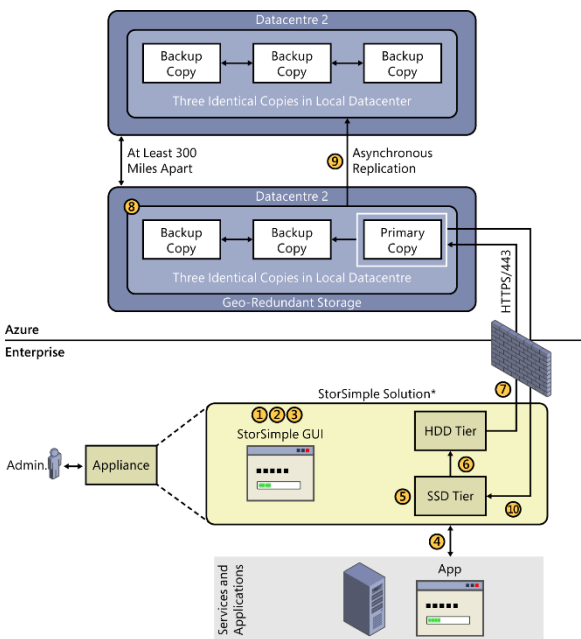 Datacentre 2
Backup
Copy
Backup
Copy
Backup
Copy
Three Identical Copies in Local Datacenter
At Least 300
Miles Apart
9
Asynchronous
Replication
Datacentre 2
8
Backup
Copy
Backup
Copy
Primary
Copy
Three Identical Copies in Local Datacentre
Geo-Redundant Storage
HTTPS/443
Azure
Enterprise
7
StorSimple Solution*
1 2 3
StorSimple GUI
HDD Tier
6
Admin.
Appliance
5
SSD Tier
10
4
Services and
Applications
App